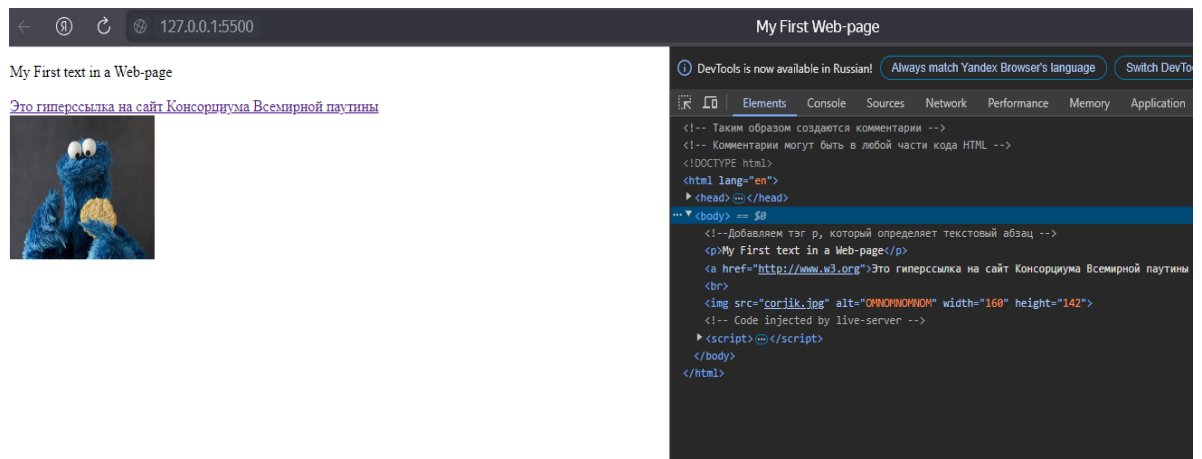 127.0.0.1:5500
My First Web-page
My First text in a Web-page
Это гиперссылка на сайт Консорциума Всемирной паутины
DevTools is now available in Russian! Always match Yandex Browser's language Switch DevTo
Elements Console Sources Network Performance Memory Application
<!-- Таким образом создаются комментарии -->
<!-- Комментарии могут быть в любой части кода HTML -->
<!DOCTYPE html>
<html lang="en">
<head> </head>
<body> == $0
<!--Добавляем тэг p, который определяет текстовый абзац -->
<p>My First text in a Web-page</p>
<a href="http://www.w3.org">Это гиперссылка на сайт Консорциума Всемирной паутины
<br>
<img src="corjik.jpg" alt="OMNOMNOMNOM" width="160" height="142">
<!-- Code injected by live-server -->
<script> </script>
</body>
</html>